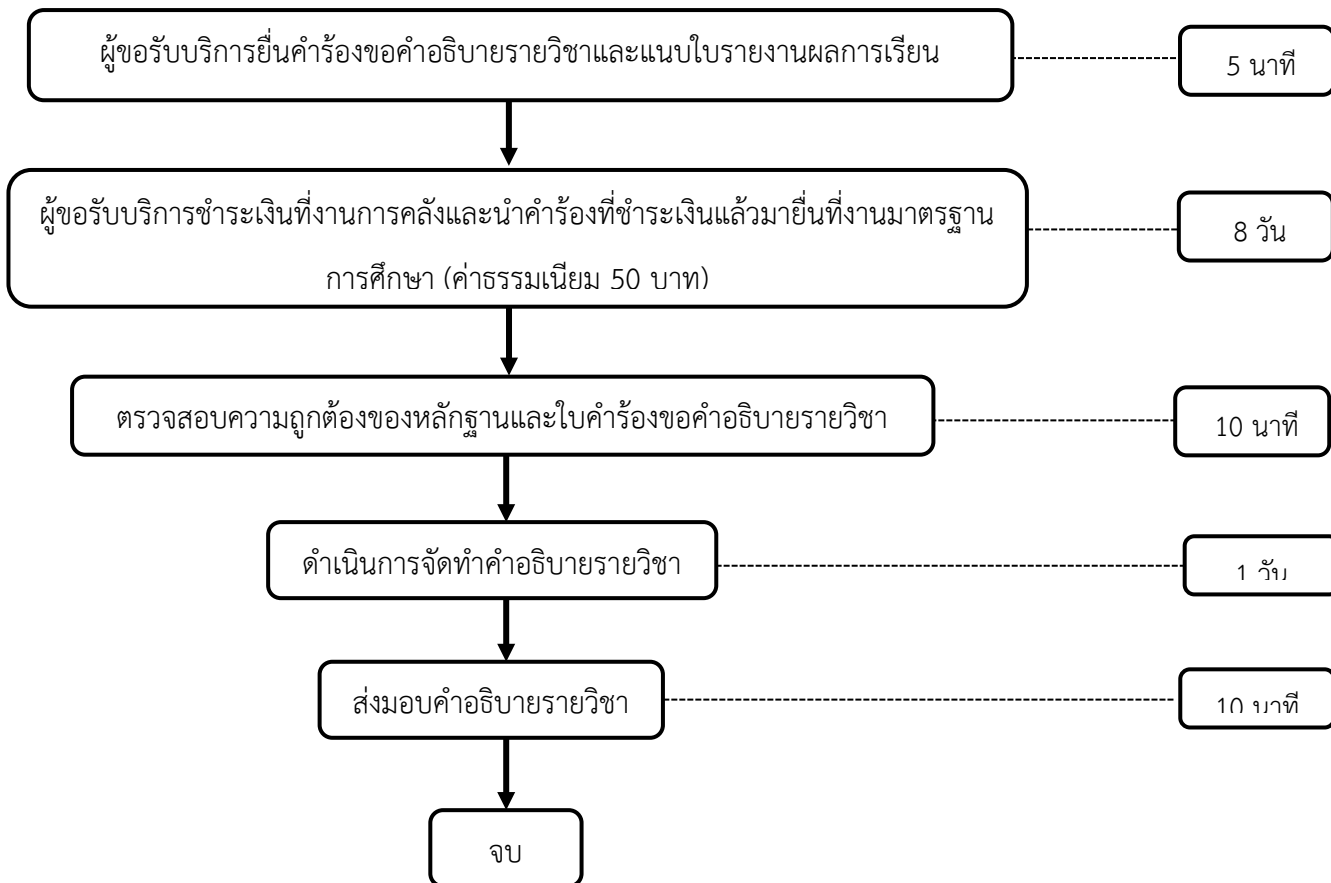 ผู้ขอรับบริการยื่นคำร้องขอคำอธิบายรายวิชาและแนบใบรายงานผลการเรียน
5 นาที
ผู้ขอรับบริการชำระเงินที่งานการคลังและนำคำร้องที่ชำระเงินแล้วมายื่นที่งานมาตรฐาน
การศึกษา (ค่าธรรมเนียม 50 บาท)
8 วัน
ตรวจสอบความถูกต้องของหลักฐานและใบคำร้องขอคำอธิบายรายวิชา
10 นาที
ดำเนินการจัดทำคำอธิบายรายวิชา
1 วัน
ส่งมอบคำอธิบายรายวิชา
10 นาที
จบ